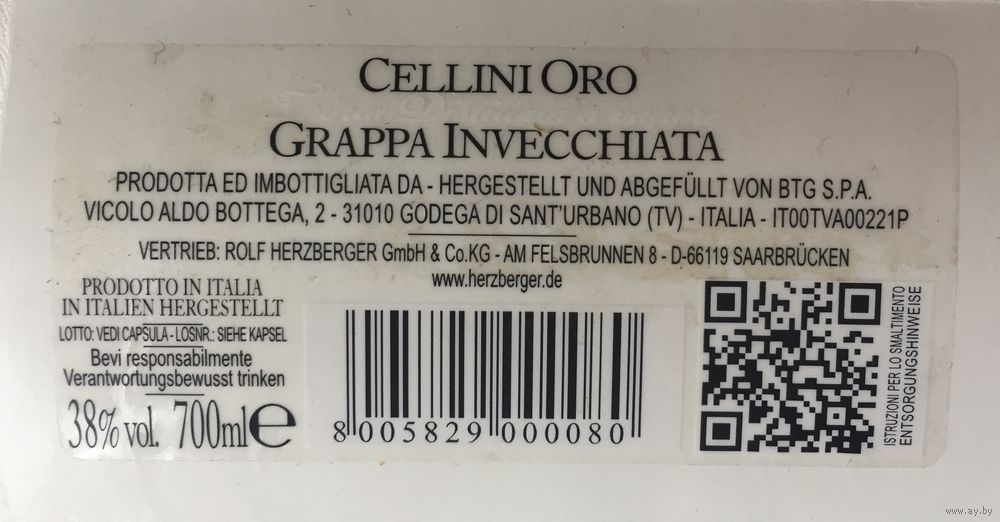 CELLINI ORO
GRAPPA INVECCHIATA
PRODOTTA ED IMBOTTIGLIATA DA - HERGESTELLT UND ABGEFÜLLT VON BTG S.P.A.
VICOLO ALDO BOTTEGA, 2 - 31010 GODEGA DI SANT'URBANO (TV) - ITALIA - IT00TVA00221P
VERTRIEB: ROLF HERZBERGER GmbH & Co.KG - AM FELSBRUNNEN 8 - D-66119 SAARBRÜCKEN
www.herzberger.de
PRODOTTO IN ITALIA
IN ITALIEN HERGESTELLT
LOTTO: VEDI CAPSULA - LOSNR.: SIEHE KAPSEL
Bevi responsabilmente
Verantwortungsbewusst trinken
38% vol. 700ml e
8 005829 000080
ISTRUZIONI PER LO SMALTIMENTO
ENTSORGUNGSHINWEISE
www.ay.by